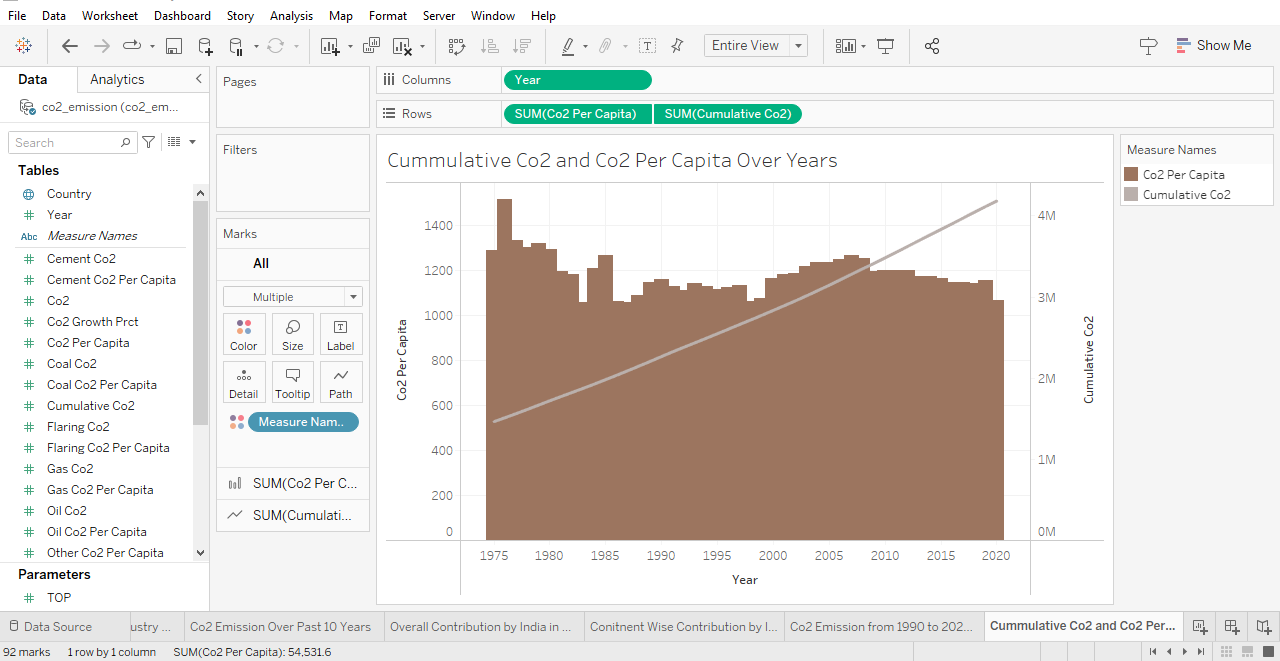 File Data Worksheet Dashboard Story Analysis Map Format Server Window Help
Entire View
Show Me
Data Analytics
co2_emission (co2_em...
Search
Tables
Country
Year
Abc Measure Names
Cement Co2
Cement Co2 Per Capita
Co2
Co2 Growth Prct
Co2 Per Capita
Coal Co2
Coal Co2 Per Capita
Cumulative Co2
Flaring Co2
Flaring Co2 Per Capita
Gas Co2
Gas Co2 Per Capita
Oil Co2
Oil Co2 Per Capita
Other Co2 Per Capita
Parameters
TOP
Pages
Filters
Marks
All
Multiple
Color Size Label
Detail Tooltip Path
Measure Nam..
SUM(Co2 Per C...
SUM(Cumulati...
Columns Year
Rows SUM(Co2 Per Capita) SUM(Cumulative Co2)
Cummulative Co2 and Co2 Per Capita Over Years
Co2 Per Capita
1400
1200
1000
800
600
400
200
0
4M
3M
2M
1M
0M
Cumulative Co2
1975 1980 1985 1990 1995 2000 2005 2010 2015 2020
Year
Measure Names
Co2 Per Capita
Cumulative Co2
Data Source ustry ... Co2 Emission Over Past 10 Years Overall Contribution by India in ... Conitnent Wise Contribution by I... Co2 Emission from 1990 to 202... Cummulative Co2 and Co2 Per...
92 marks 1 row by 1 column SUM(Co2 Per Capita): 54,531.6